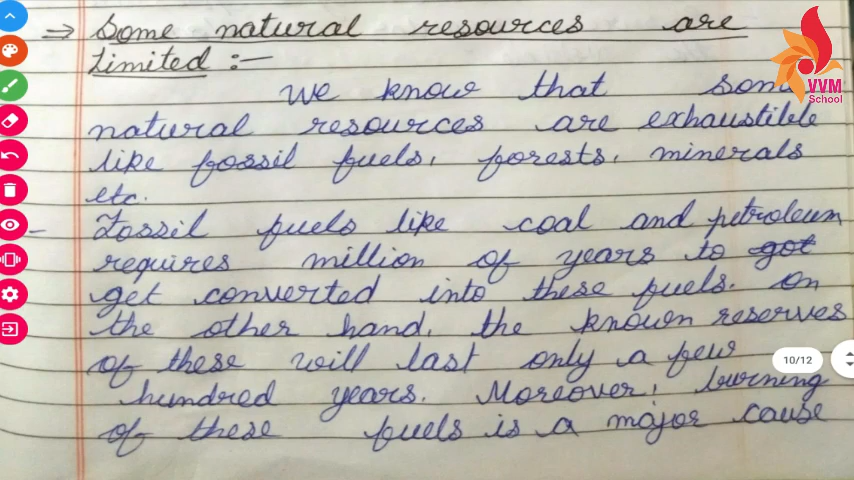 ⇒ Some natural resources are
Limited :—
We know that some
natural resources are exhaustible
like fossil fuels, forests, minerals
etc.
- Fossil fuels like coal and petroleum
requires million of years to got
get converted into these fuels. on
the other hand, the known reserves
of these will last only a few
hundred years. Moreover, burning
of these fuels is a major cause
VVM
School
10/12